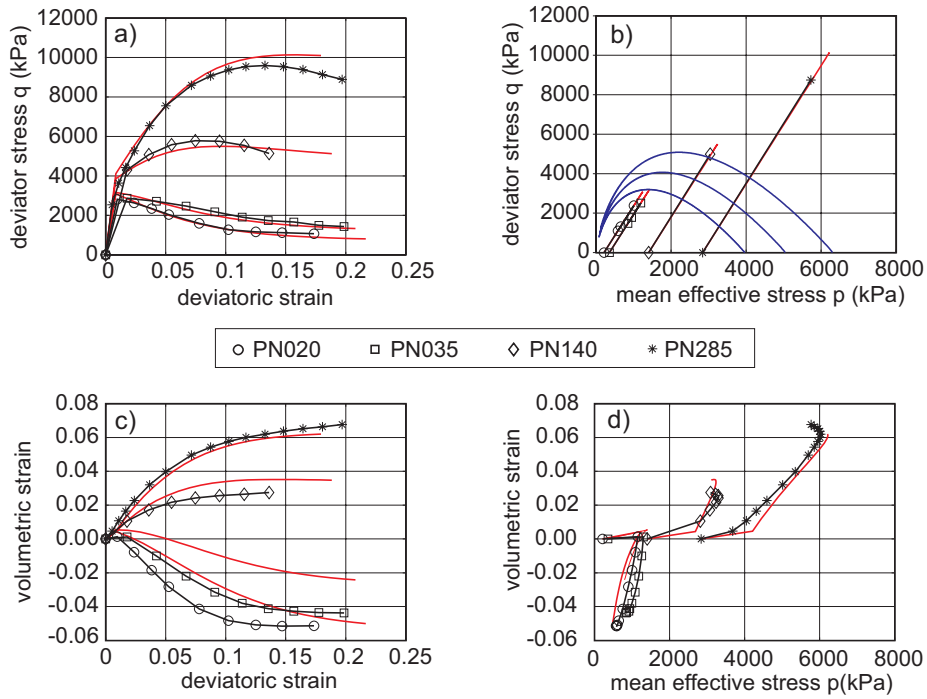 a)
deviator stress q (kPa)
12000
10000
8000
6000
4000
2000
0
0 0.05 0.1 0.15 0.2 0.25
deviatoric strain
b)
deviator stress q (kPa)
12000
10000
8000
6000
4000
2000
0
0 2000 4000 6000 8000
mean effective stress p (kPa)
PN020 PN035 PN140 PN285
c)
volumetric strain
0.08
0.06
0.04
0.02
0.00
-0.02
-0.04
-0.06
0 0.05 0.1 0.15 0.2 0.25
deviatoric strain
d)
volumetric strain
0.08
0.06
0.04
0.02
0.00
-0.02
-0.04
-0.06
0 2000 4000 6000 8000
mean effective stress p(kPa)